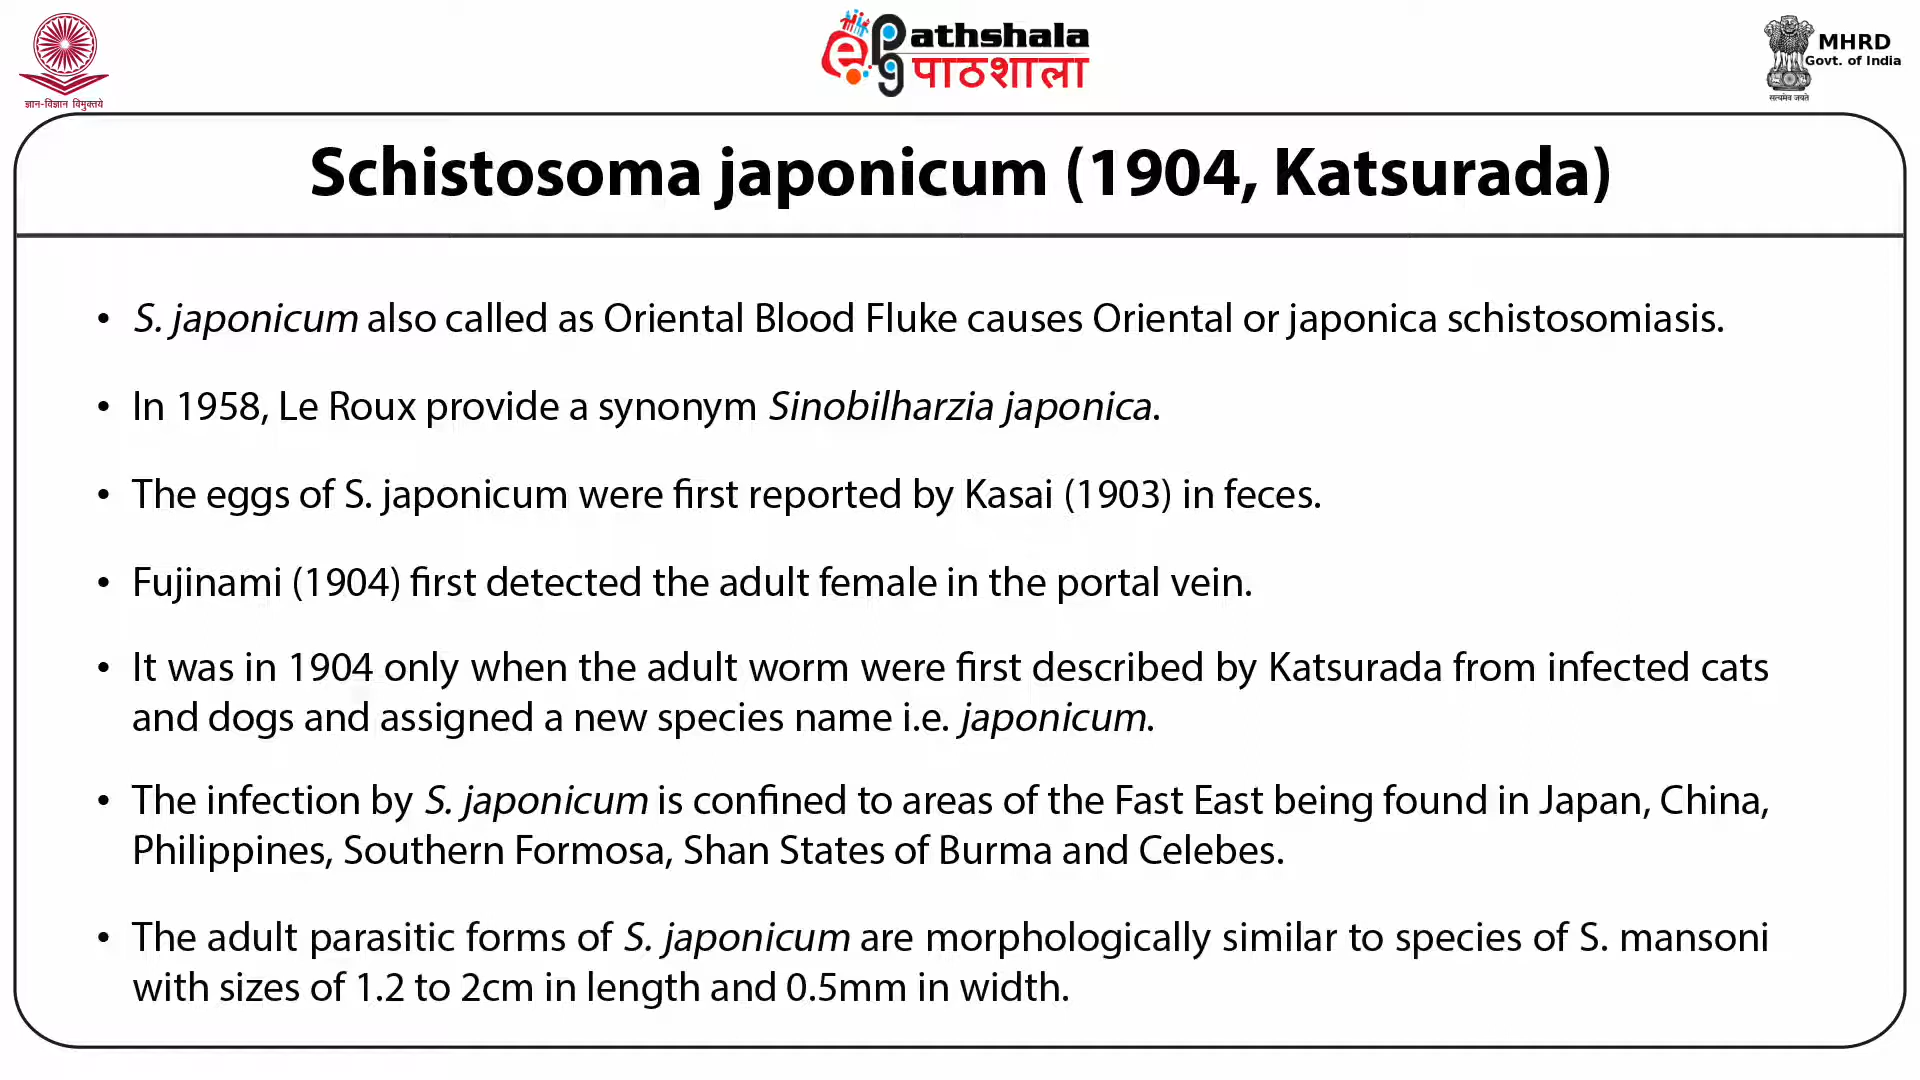 ज्ञान-विज्ञान विमुक्तये
ePathshala
पाठशाला
MHRD
Govt. of India
सत्यमेव जयते
Schistosoma japonicum (1904, Katsurada)
• S. japonicum also called as Oriental Blood Fluke causes Oriental or japonica schistosomiasis.
• In 1958, Le Roux provide a synonym Sinobilharzia japonica.
• The eggs of S. japonicum were first reported by Kasai (1903) in feces.
• Fujinami (1904) first detected the adult female in the portal vein.
• It was in 1904 only when the adult worm were first described by Katsurada from infected cats
and dogs and assigned a new species name i.e. japonicum.
• The infection by S. japonicum is confined to areas of the Fast East being found in Japan, China,
Philippines, Southern Formosa, Shan States of Burma and Celebes.
• The adult parasitic forms of S. japonicum are morphologically similar to species of S. mansoni
with sizes of 1.2 to 2cm in length and 0.5mm in width.